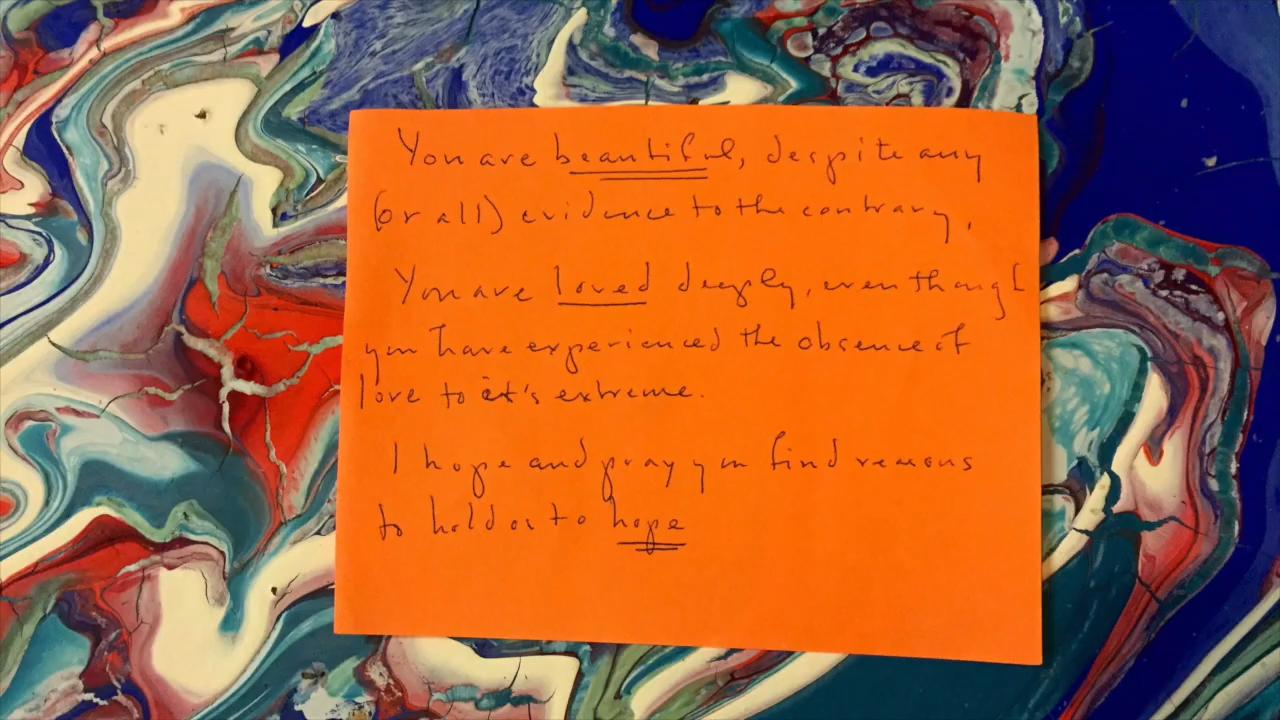 You are beautiful, despite any
(or all) evidence to the contrary.
You are loved deeply, even though
you have experienced the absence of
love to it's extreme.
I hope and pray you find reasons
to hold on to hope